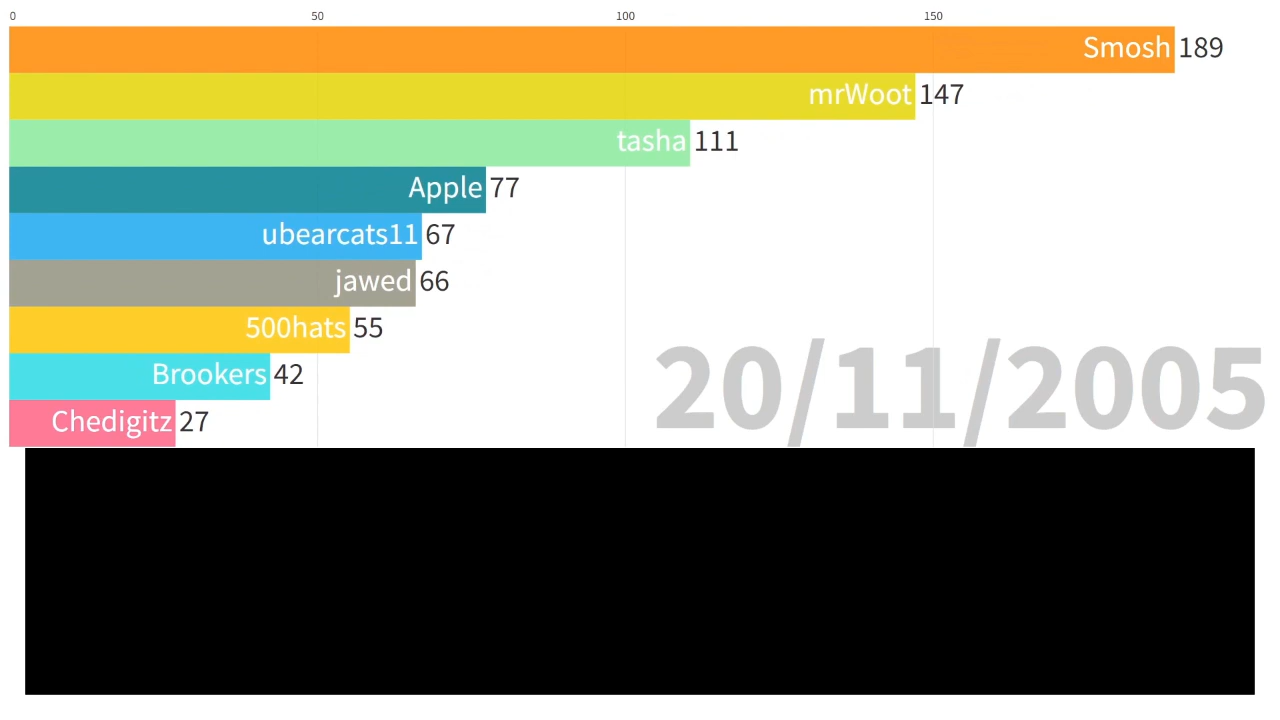 0 50 100 150
Smosh 189
mrWoot 147
tasha 111
Apple 77
ubearcats11 67
jawed 66
500hats 55
Brookers 42
Chedigitz 27
20/11/2005